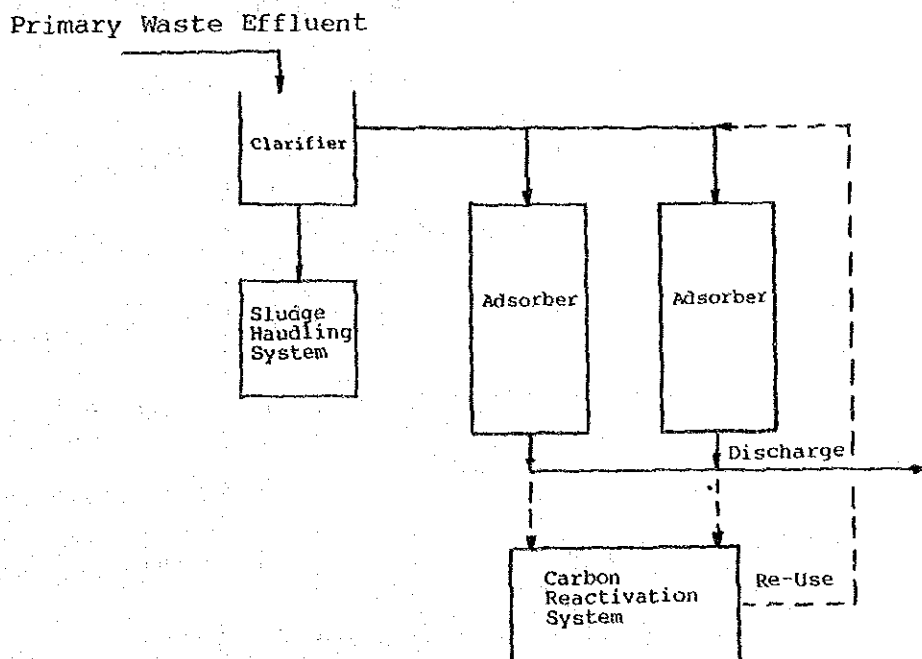 Primary Waste Effluent
Clarifier
Sludge
Haudling
System
Adsorber
Adsorber
Discharge
Carbon
Reactivation
System
Re-Use